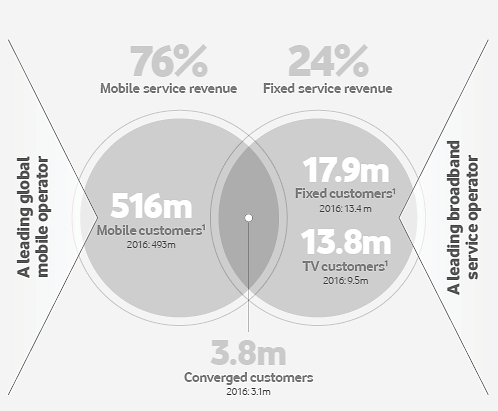 76%
Mobile service revenue
24%
Fixed service revenue
A leading global
mobile operator
516m
Mobile customers¹
2016: 493m
17.9m
Fixed customers¹
2016: 13.4m
13.8m
TV customers¹
2016: 9.5m
A leading broadband
service operator
3.8m
Converged customers
2016: 3.1m